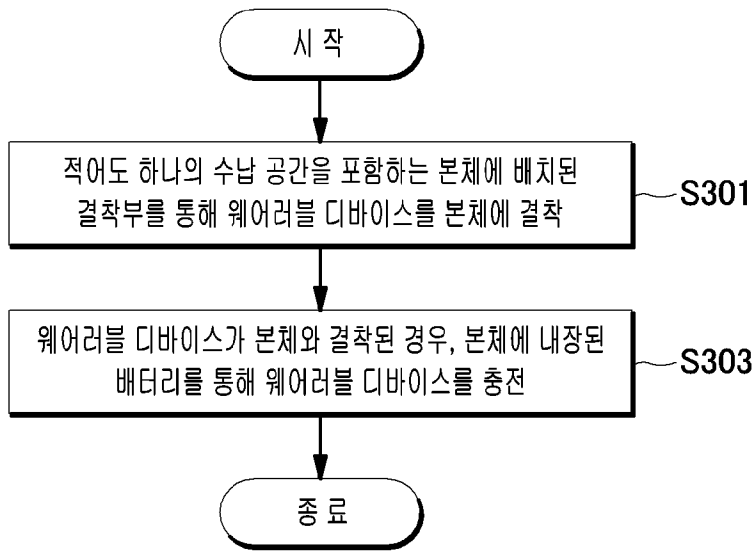 시 작
적어도 하나의 수납 공간을 포함하는 본체에 배치된
결착부를 통해 웨어러블 디바이스를 본체에 결착
S301
웨어러블 디바이스가 본체와 결착된 경우, 본체에 내장된
배터리를 통해 웨어러블 디바이스를 충전
S303
종 료